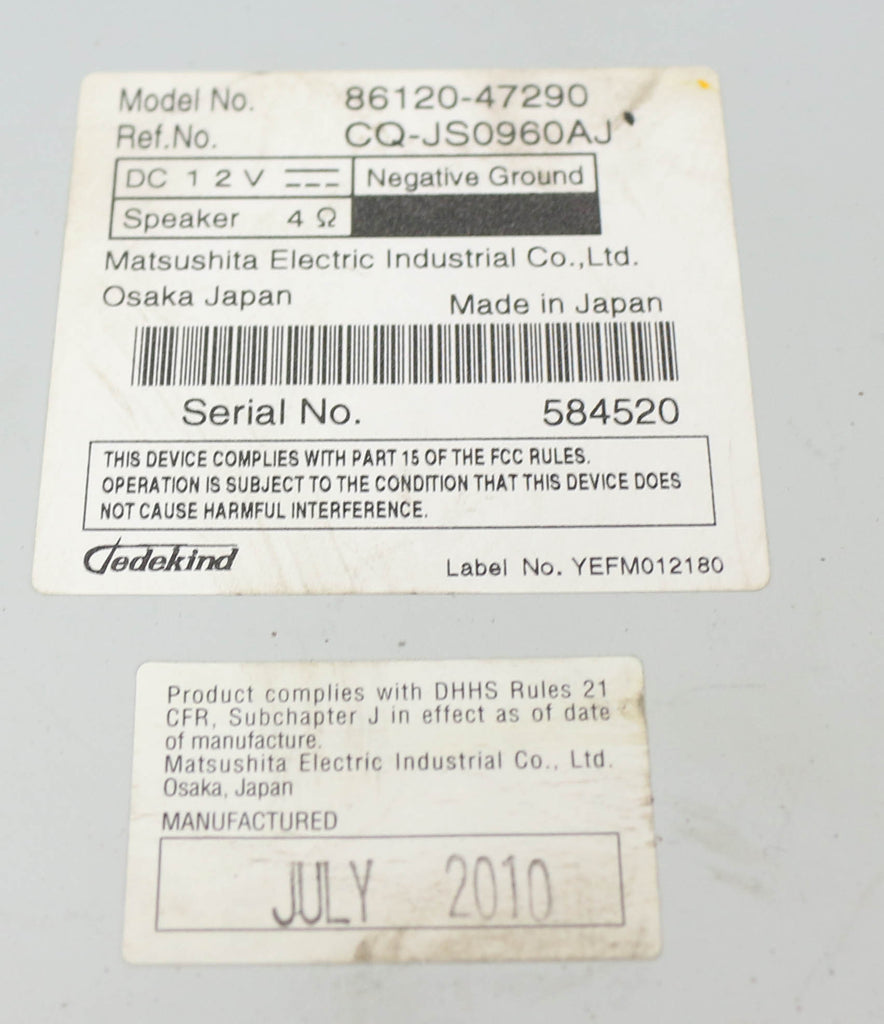 Model No. 86120-47290
Ref.No. CQ-JS0960AJ
DC 12V Negative Ground
Speaker 4Ω
Matsushita Electric Industrial Co.,Ltd.
Osaka Japan Made in Japan
Serial No. 584520
THIS DEVICE COMPLIES WITH PART 15 OF THE FCC RULES.
OPERATION IS SUBJECT TO THE CONDITION THAT THIS DEVICE DOES
NOT CAUSE HARMFUL INTERFERENCE.
Jedekind Label No. YEFM012180
Product complies with DHHS Rules 21
CFR, Subchapter J in effect as of date
of manufacture.
Matsushita Electric Industrial Co., Ltd.
Osaka, Japan
MANUFACTURED
JULY 2010